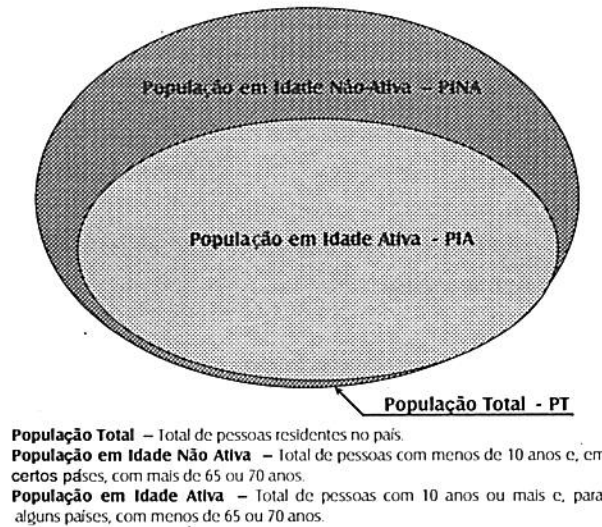 População em Idade Não-Ativa – PINA
População em Idade Ativa - PIA
População Total - PT
População Total – Total de pessoas residentes no país.
População em Idade Não Ativa – Total de pessoas com menos de 10 anos e, em
certos páses, com mais de 65 ou 70 anos.
População em Idade Ativa – Total de pessoas com 10 anos ou mais e, para
alguns países, com menos de 65 ou 70 anos.